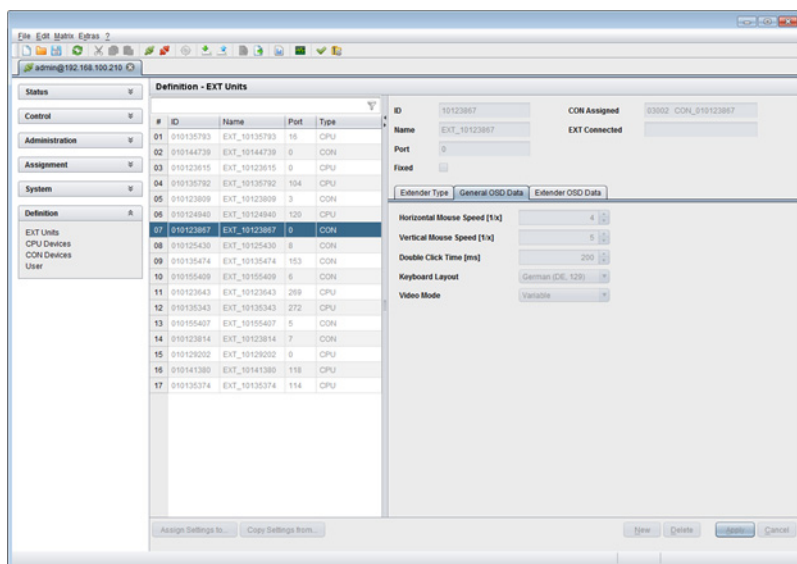 File Edit Matrix Extras ?
admin@192.168.100.210
Status
Control
Administration
Assignment
System
Definition
EXT Units
CPU Devices
CON Devices
User
Definition - EXT Units
# ID Name Port Type
01 010135793 EXT_10135793 16 CPU
02 010144739 EXT_10144739 0 CON
03 010123615 EXT_10123615 0 CPU
04 010135792 EXT_10135792 104 CPU
05 010123809 EXT_10123809 3 CON
06 010124940 EXT_10124940 120 CPU
07 010123867 EXT_10123867 0 CON
08 010125430 EXT_10125430 8 CON
09 010135474 EXT_10135474 153 CON
10 010155409 EXT_10155409 6 CON
11 010123643 EXT_10123643 269 CPU
12 010135343 EXT_10135343 272 CPU
13 010155407 EXT_10155407 5 CON
14 010123814 EXT_10123814 7 CON
15 010129202 EXT_10129202 0 CPU
16 010141380 EXT_10141380 118 CPU
17 010135374 EXT_10135374 114 CPU
ID 10123867 CON Assigned 03002 CON_010123867
Name EXT_10123867 EXT Connected
Port 0
Fixed
Extender Type General OSD Data Extender OSD Data
Horizontal Mouse Speed [1/x] 4
Vertical Mouse Speed [1/x] 5
Double Click Time [ms] 200
Keyboard Layout German (DE, 129)
Video Mode Variable
Assign Settings to... Copy Settings from... New Delete Apply Cancel